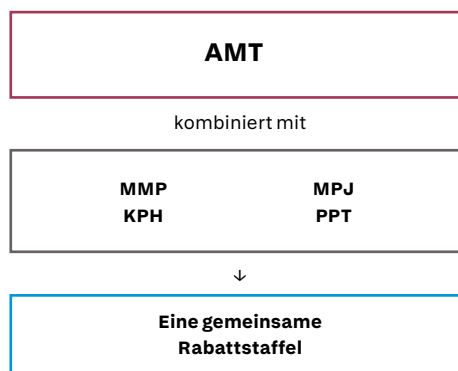 AMT
kombiniert mit
MMP MPJ
KPH PPT
↓
Eine gemeinsame
Rabattstaffel